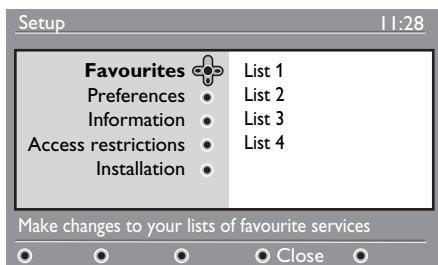 Setup 11:28
Favourites List 1
Preferences List 2
Information List 3
Access restrictions List 4
Installation
Make changes to your lists of favourite services
Close